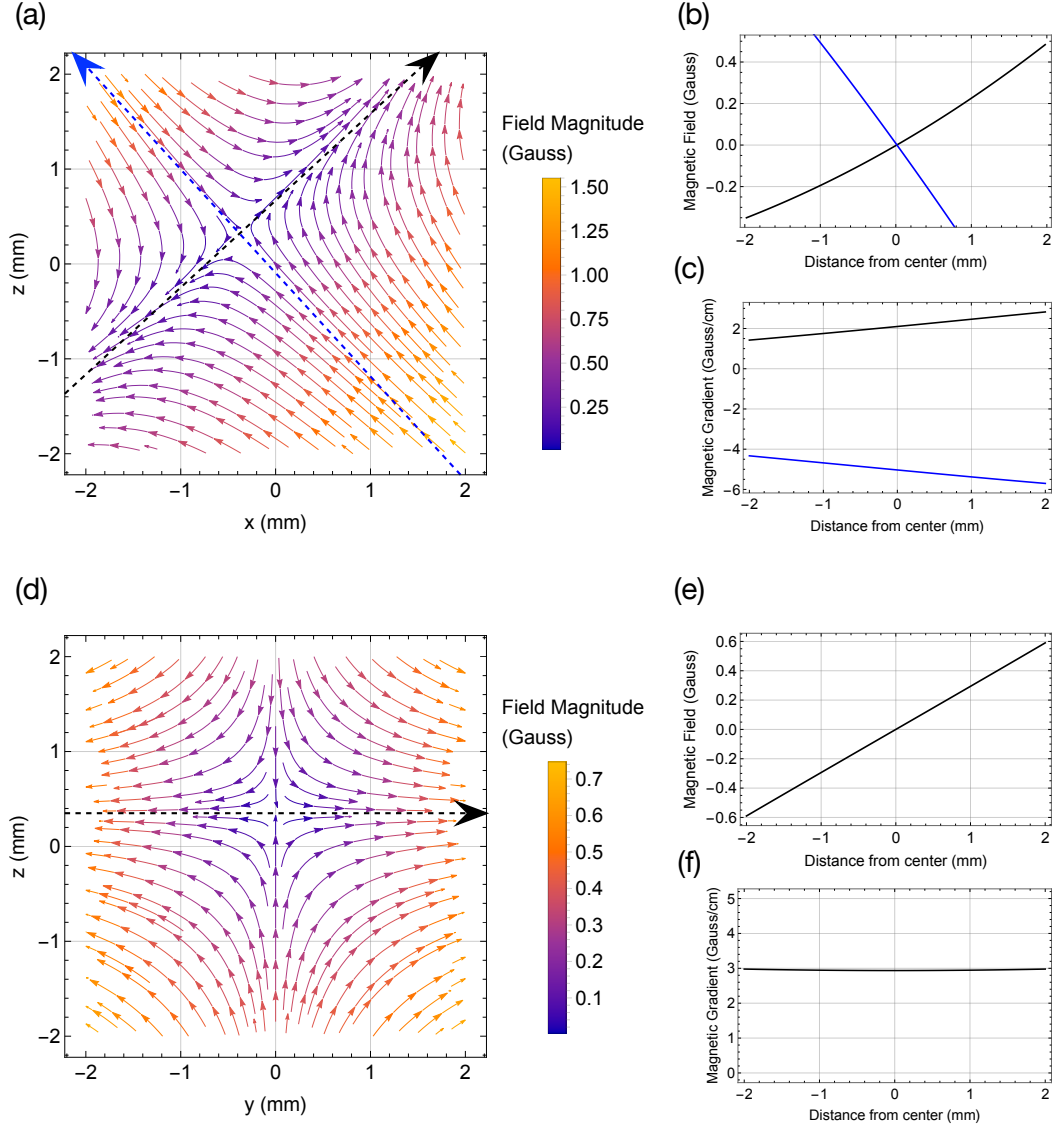 (a)
z (mm)
2
1
0
−1
−2
−2 −1 0 1 2
x (mm)
Field Magnitude
(Gauss)
1.50
1.25
1.00
0.75
0.50
0.25
(b)
Magnetic Field (Gauss)
0.4
0.2
0.0
−0.2
−2 −1 0 1 2
Distance from center (mm)
(c)
Magnetic Gradient (Gauss/cm)
2
0
−2
−4
−6
−2 −1 0 1 2
Distance from center (mm)
(d)
z (mm)
2
1
0
−1
−2
−2 −1 0 1 2
y (mm)
Field Magnitude
(Gauss)
0.7
0.6
0.5
0.4
0.3
0.2
0.1
(e)
Magnetic Field (Gauss)
0.6
0.4
0.2
0.0
−0.2
−0.4
−0.6
−2 −1 0 1 2
Distance from center (mm)
(f)
Magnetic Gradient (Gauss/cm)
5
4
3
2
1
0
−2 −1 0 1 2
Distance from center (mm)